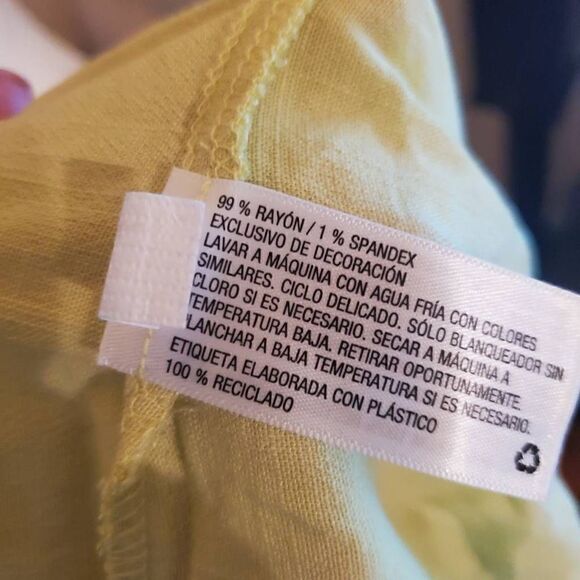 99 % RAYÓN / 1 % SPANDEX
EXCLUSIVO DE DECORACIÓN
LAVAR A MÁQUINA CON AGUA FRÍA CON COLORES
SIMILARES. CICLO DELICADO. SÓLO BLANQUEADOR SIN
CLORO SI ES NECESARIO. SECAR A MÁQUINA A
TEMPERATURA BAJA. RETIRAR OPORTUNAMENTE.
PLANCHAR A BAJA TEMPERATURA SI ES NECESARIO.
ETIQUETA ELABORADA CON PLÁSTICO
100 % RECICLADO